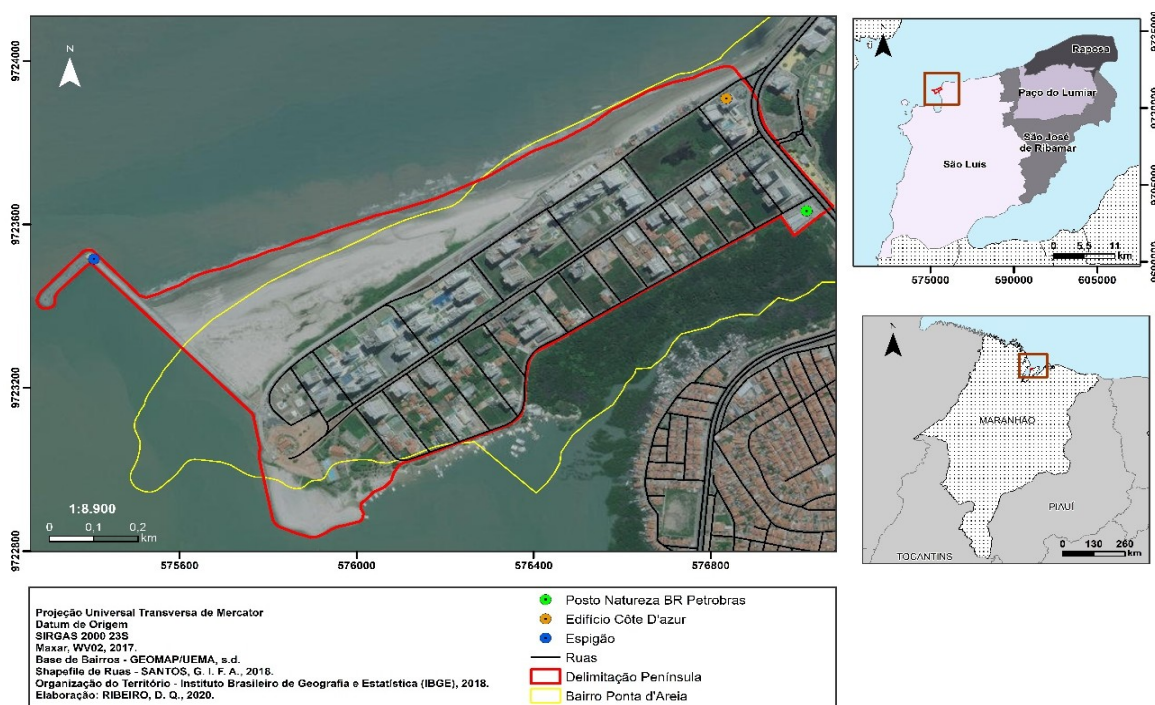 N
9724000
9723600
9723200
9722800
1:8.900
0 0,1 0,2
km
575600 576000 576400 576800
N
Raposa
Paço do Lumiar
São José
de Ribamar
São Luís
0 5,5 11
km
575000 590000 605000
9735000
9720000
9705000
9690000
N
MARANHÃO
PIAUÍ
TOCANTINS
0 130 260
km
Projeção Universal Transversa de Mercator
Datum de Origem
SIRGAS 2000 23S
Maxar, WV02, 2017.
Base de Bairros - GEOMAP/UEMA, s.d.
Shapefile de Ruas - SANTOS, G. I. F. A., 2018.
Organização do Território - Instituto Brasileiro de Geografia e Estatística (IBGE), 2018.
Elaboração: RIBEIRO, D. Q., 2020.
Posto Natureza BR Petrobras
Edifício Côte D'azur
Espigão
Ruas
Delimitação Península
Bairro Ponta d'Areia